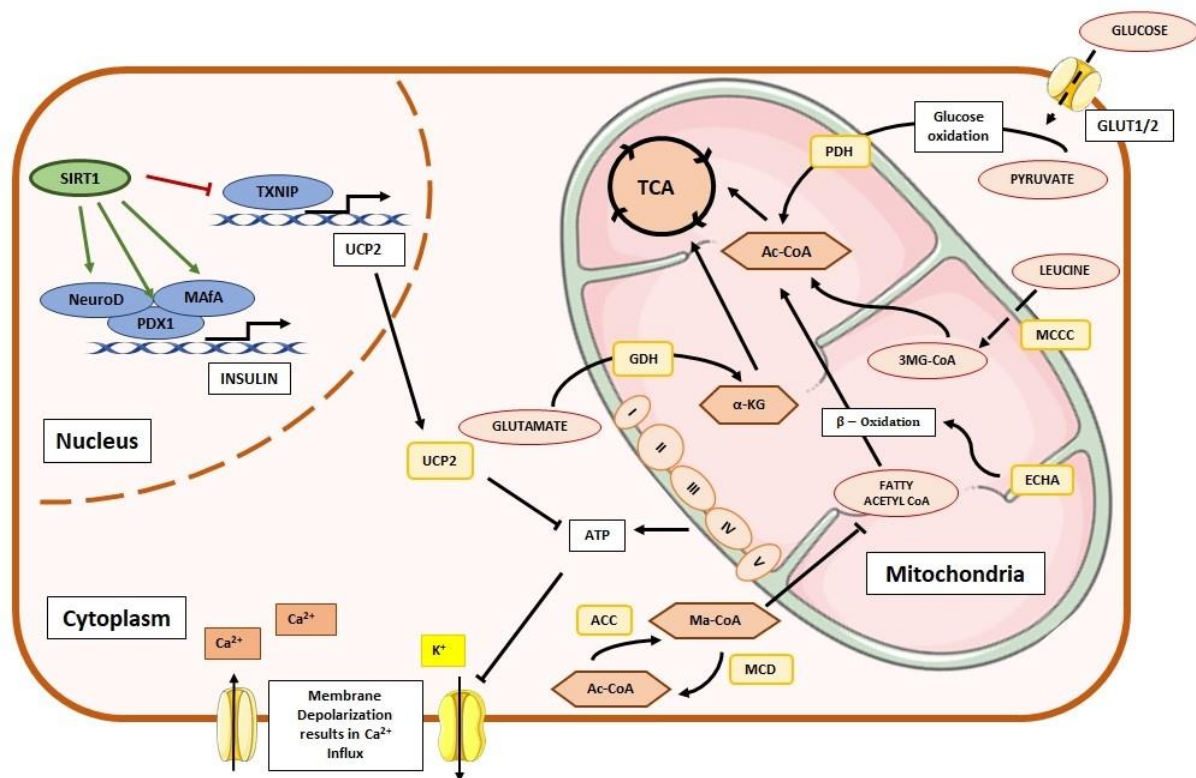 GLUCOSE
GLUT1/2
Glucose
oxidation
PDH
PYRUVATE
SIRT1
TXNIP
TCA
UCP2
Ac-CoA
LEUCINE
NeuroD
MAfA
PDX1
MCCC
3MG-CoA
INSULIN
GDH
α-KG
I
GLUTAMATE
β – Oxidation
Nucleus
II
UCP2
ECHA
FATTY
ACETYL CoA
III
IV
ATP
V
Mitochondria
Cytoplasm
Ca²⁺
Ca²⁺
K⁺
ACC
Ma-CoA
MCD
Ac-CoA
Membrane
Depolarization
results in Ca²⁺
Influx